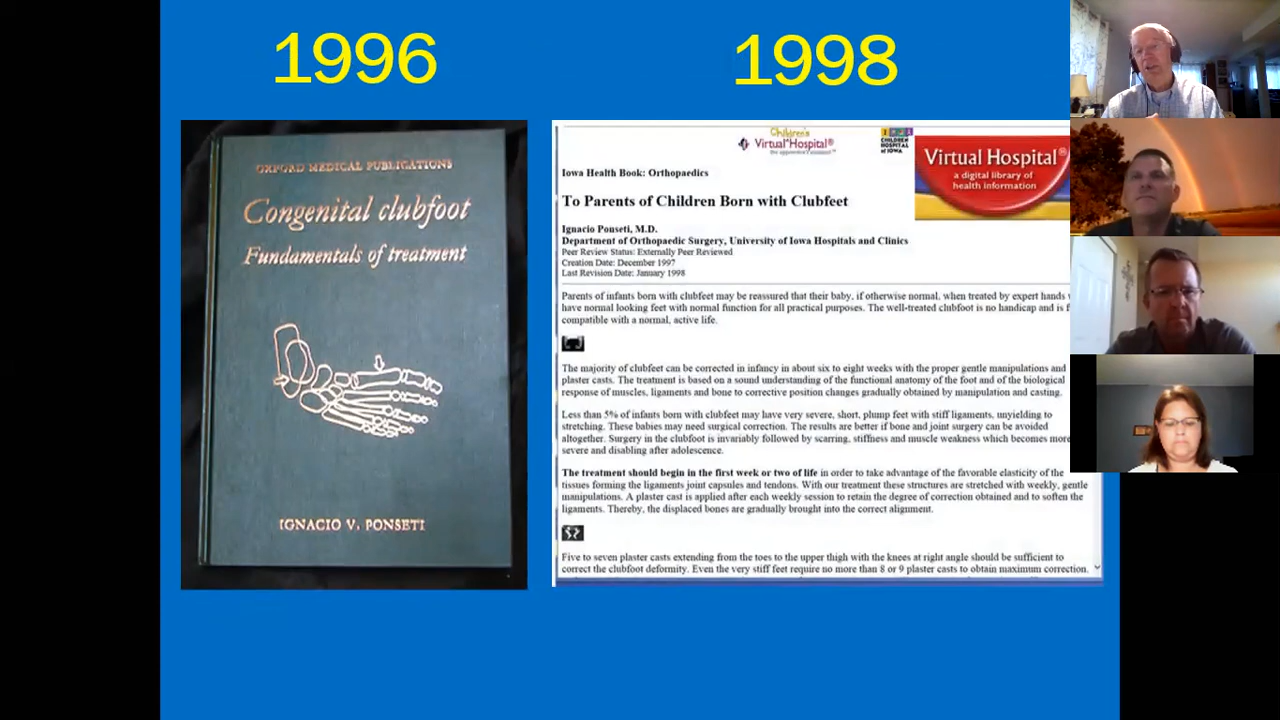 1996
1998
OXFORD MEDICAL PUBLICATIONS
Congenital clubfoot
Fundamentals of treatment
IGNACIO V. PONSETI
Children's
Virtual Hospital®
the apprentice's assistant™
CHILDREN
HOSPITAL
OF IOWA
Virtual Hospital®
a digital library of
health information
Iowa Health Book: Orthopaedics
To Parents of Children Born with Clubfeet
Ignacio Ponseti, M.D.
Department of Orthopaedic Surgery, University of Iowa Hospitals and Clinics
Peer Review Status: Externally Peer Reviewed
Creation Date: December 1997
Last Revision Date: January 1998
Parents of infants born with clubfeet may be reassured that their baby, if otherwise normal, when treated by expert hands
have normal looking feet with normal function for all practical purposes. The well-treated clubfoot is no handicap and is
compatible with a normal, active life.
The majority of clubfeet can be corrected in infancy in about six to eight weeks with the proper gentle manipulations and
plaster casts. The treatment is based on a sound understanding of the functional anatomy of the foot and of the biological
response of muscles, ligaments and bone to corrective position changes gradually obtained by manipulation and casting.
Less than 5% of infants born with clubfeet may have very severe, short, plump feet with stiff ligaments, unyielding to
stretching. These babies may need surgical correction. The results are better if bone and joint surgery can be avoided
altogether. Surgery in the clubfoot is invariably followed by scarring, stiffness and muscle weakness which becomes more
severe and disabling after adolescence.
The treatment should begin in the first week or two of life in order to take advantage of the favorable elasticity of the
tissues forming the ligaments joint capsules and tendons. With our treatment these structures are stretched with weekly, gentle
manipulations. A plaster cast is applied after each weekly session to retain the degree of correction obtained and to soften the
ligaments. Thereby, the displaced bones are gradually brought into the correct alignment.
Five to seven plaster casts extending from the toes to the upper thigh with the knees at right angle should be sufficient to
correct the clubfoot deformity. Even the very stiff feet require no more than 8 or 9 plaster casts to obtain maximum correction.